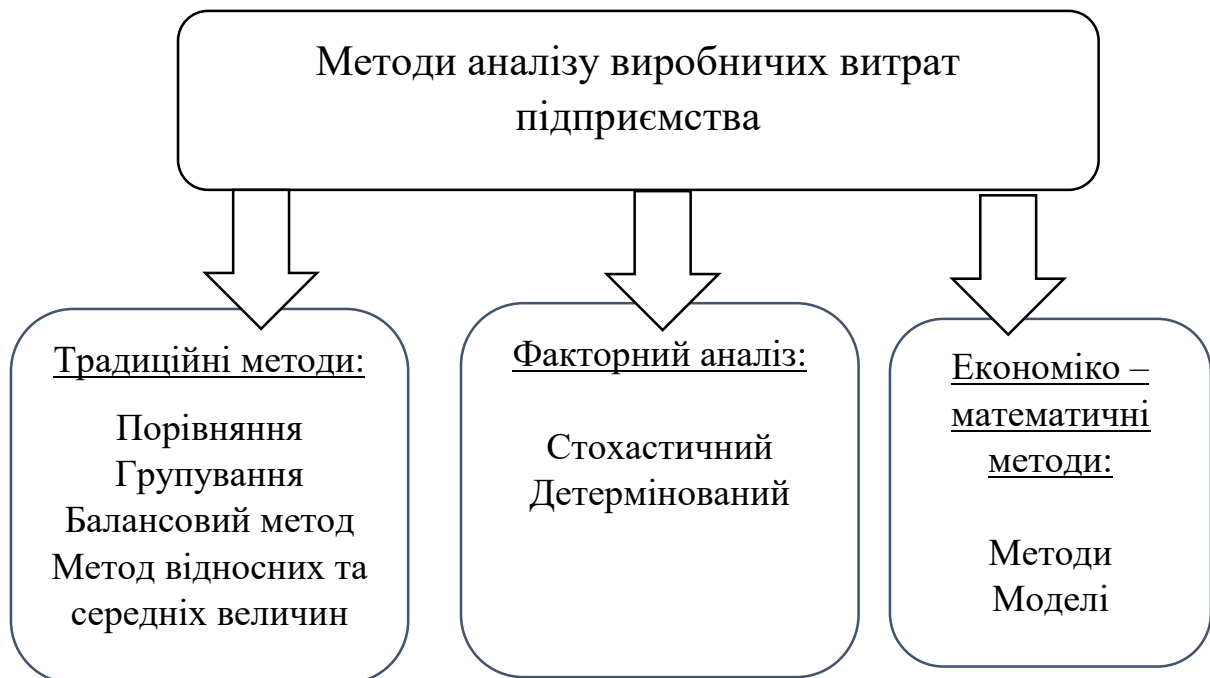 Методи аналізу виробничих витрат
підприємства
Традиційні методи:
Порівняння
Групування
Балансовий метод
Метод відносних та
середніх величин
Факторний аналіз:
Стохастичний
Детермінований
Економіко –
математичні
методи:
Методи
Моделі